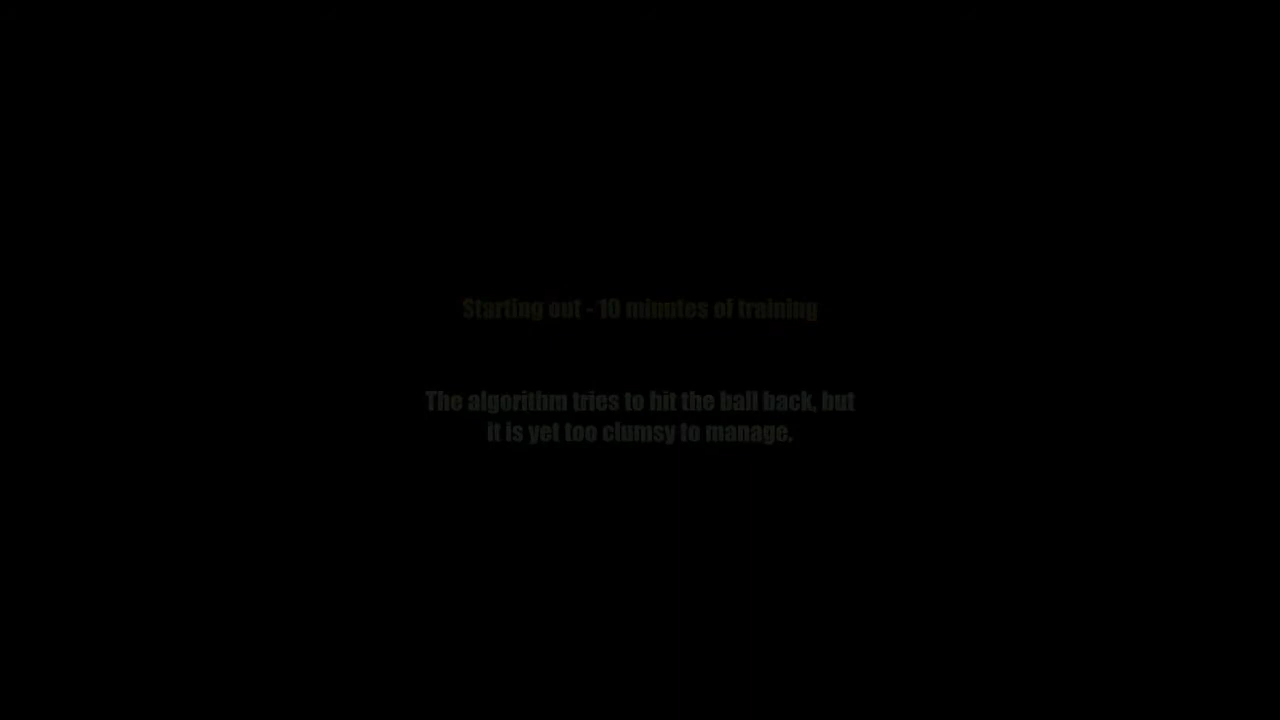 Starting out - 10 minutes of training
The algorithm tries to hit the ball back, but
it is yet too clumsy to manage.